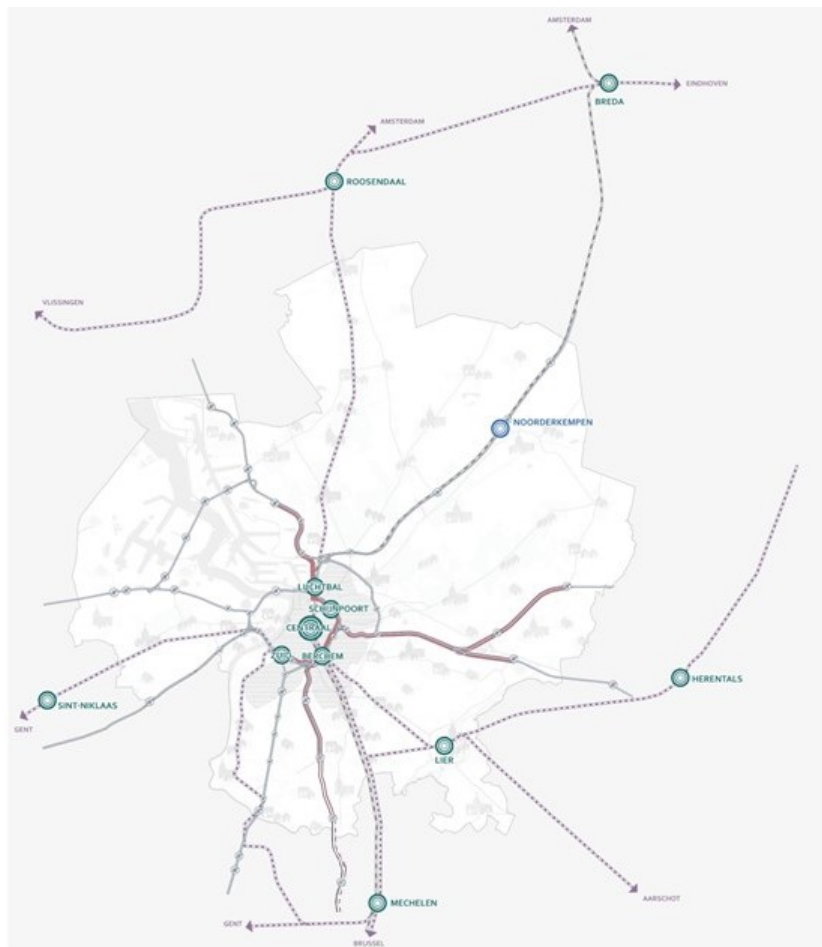 AMSTERDAM
EINDHOVEN
BREDA
AMSTERDAM
ROOSENDAAL
VLISSINGEN
NOORDERKEMPEN
LUCHTBAL
SCHIJNPOORT
CENTRAAL
BERCHEM
HERENTALS
SINT-NIKLAAS
GENT
LIER
AARSCHOT
MECHELEN
GENT
BRUSSEL